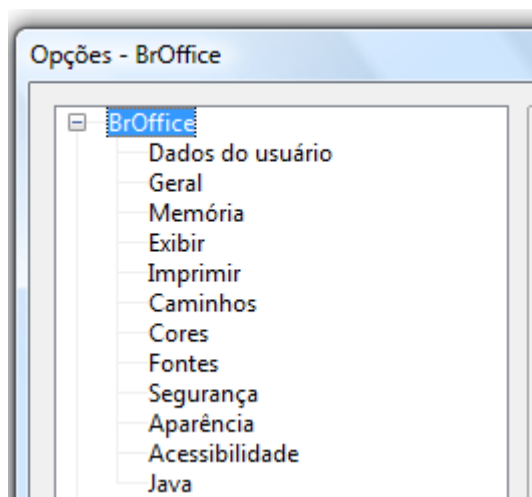 Opções - BrOffice
BrOffice
Dados do usuário
Geral
Memória
Exibir
Imprimir
Caminhos
Cores
Fontes
Segurança
Aparência
Acessibilidade
Java